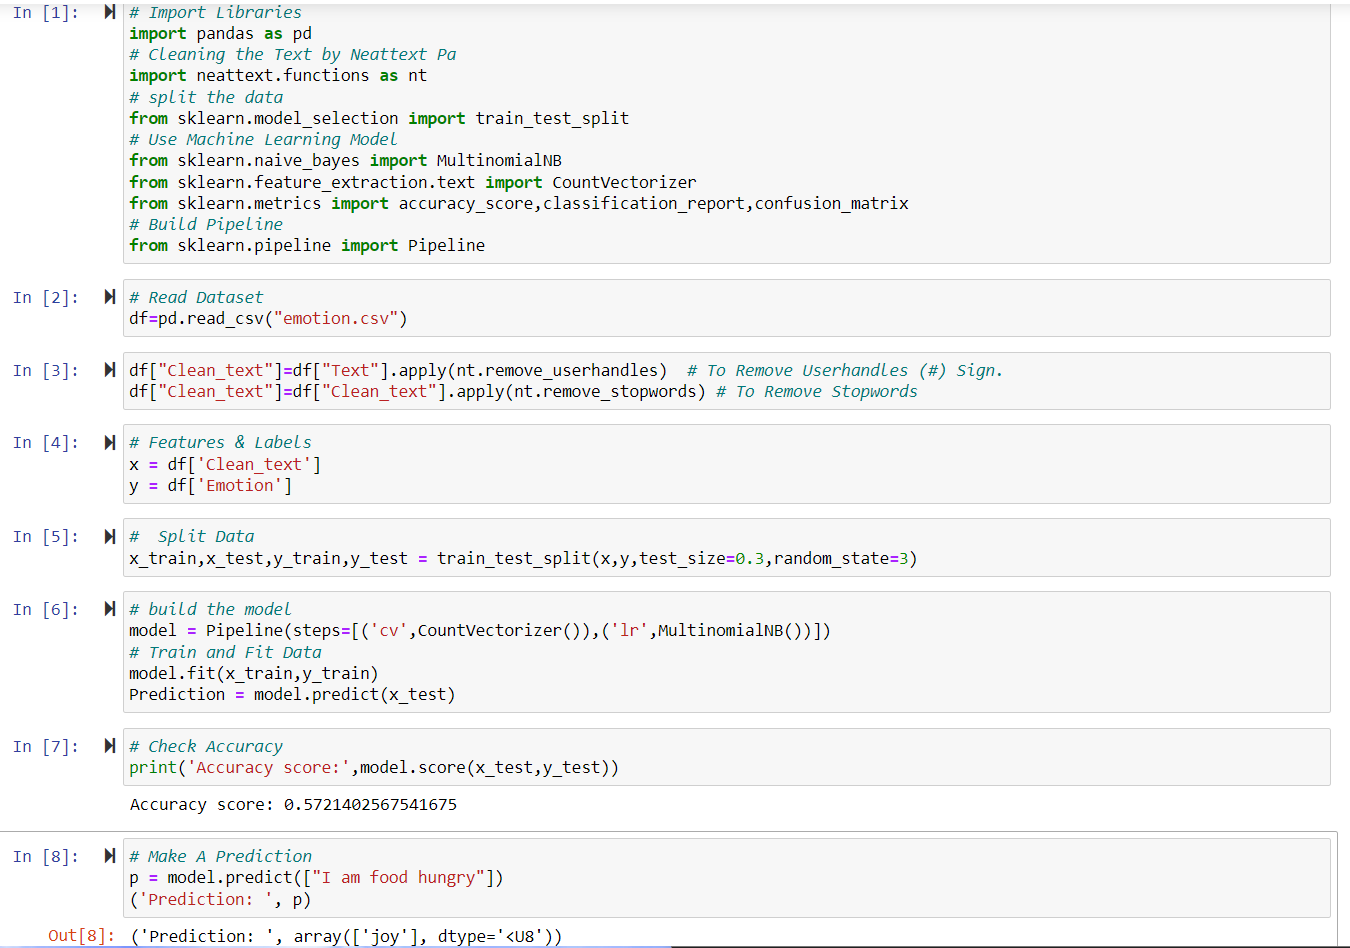 In [1]:
# Import Libraries
import pandas as pd
# Cleaning the Text by Neattext Pa
import neattext.functions as nt
# split the data
from sklearn.model_selection import train_test_split
# Use Machine Learning Model
from sklearn.naive_bayes import MultinomialNB
from sklearn.feature_extraction.text import CountVectorizer
from sklearn.metrics import accuracy_score,classification_report,confusion_matrix
# Build Pipeline
from sklearn.pipeline import Pipeline
In [2]:
# Read Dataset
df=pd.read_csv("emotion.csv")
In [3]:
df["Clean_text"]=df["Text"].apply(nt.remove_userhandles)  # To Remove Userhandles (#) Sign.
df["Clean_text"]=df["Clean_text"].apply(nt.remove_stopwords) # To Remove Stopwords
In [4]:
# Features & Labels
x = df['Clean_text']
y = df['Emotion']
In [5]:
#  Split Data
x_train,x_test,y_train,y_test = train_test_split(x,y,test_size=0.3,random_state=3)
In [6]:
# build the model
model = Pipeline(steps=[('cv',CountVectorizer()),('lr',MultinomialNB())])
# Train and Fit Data
model.fit(x_train,y_train)
Prediction = model.predict(x_test)
In [7]:
# Check Accuracy
print('Accuracy score:',model.score(x_test,y_test))
Accuracy score: 0.5721402567541675
In [8]:
# Make A Prediction
p = model.predict(["I am food hungry"])
('Prediction: ', p)
Out[8]: ('Prediction: ', array(['joy'], dtype='<U8'))